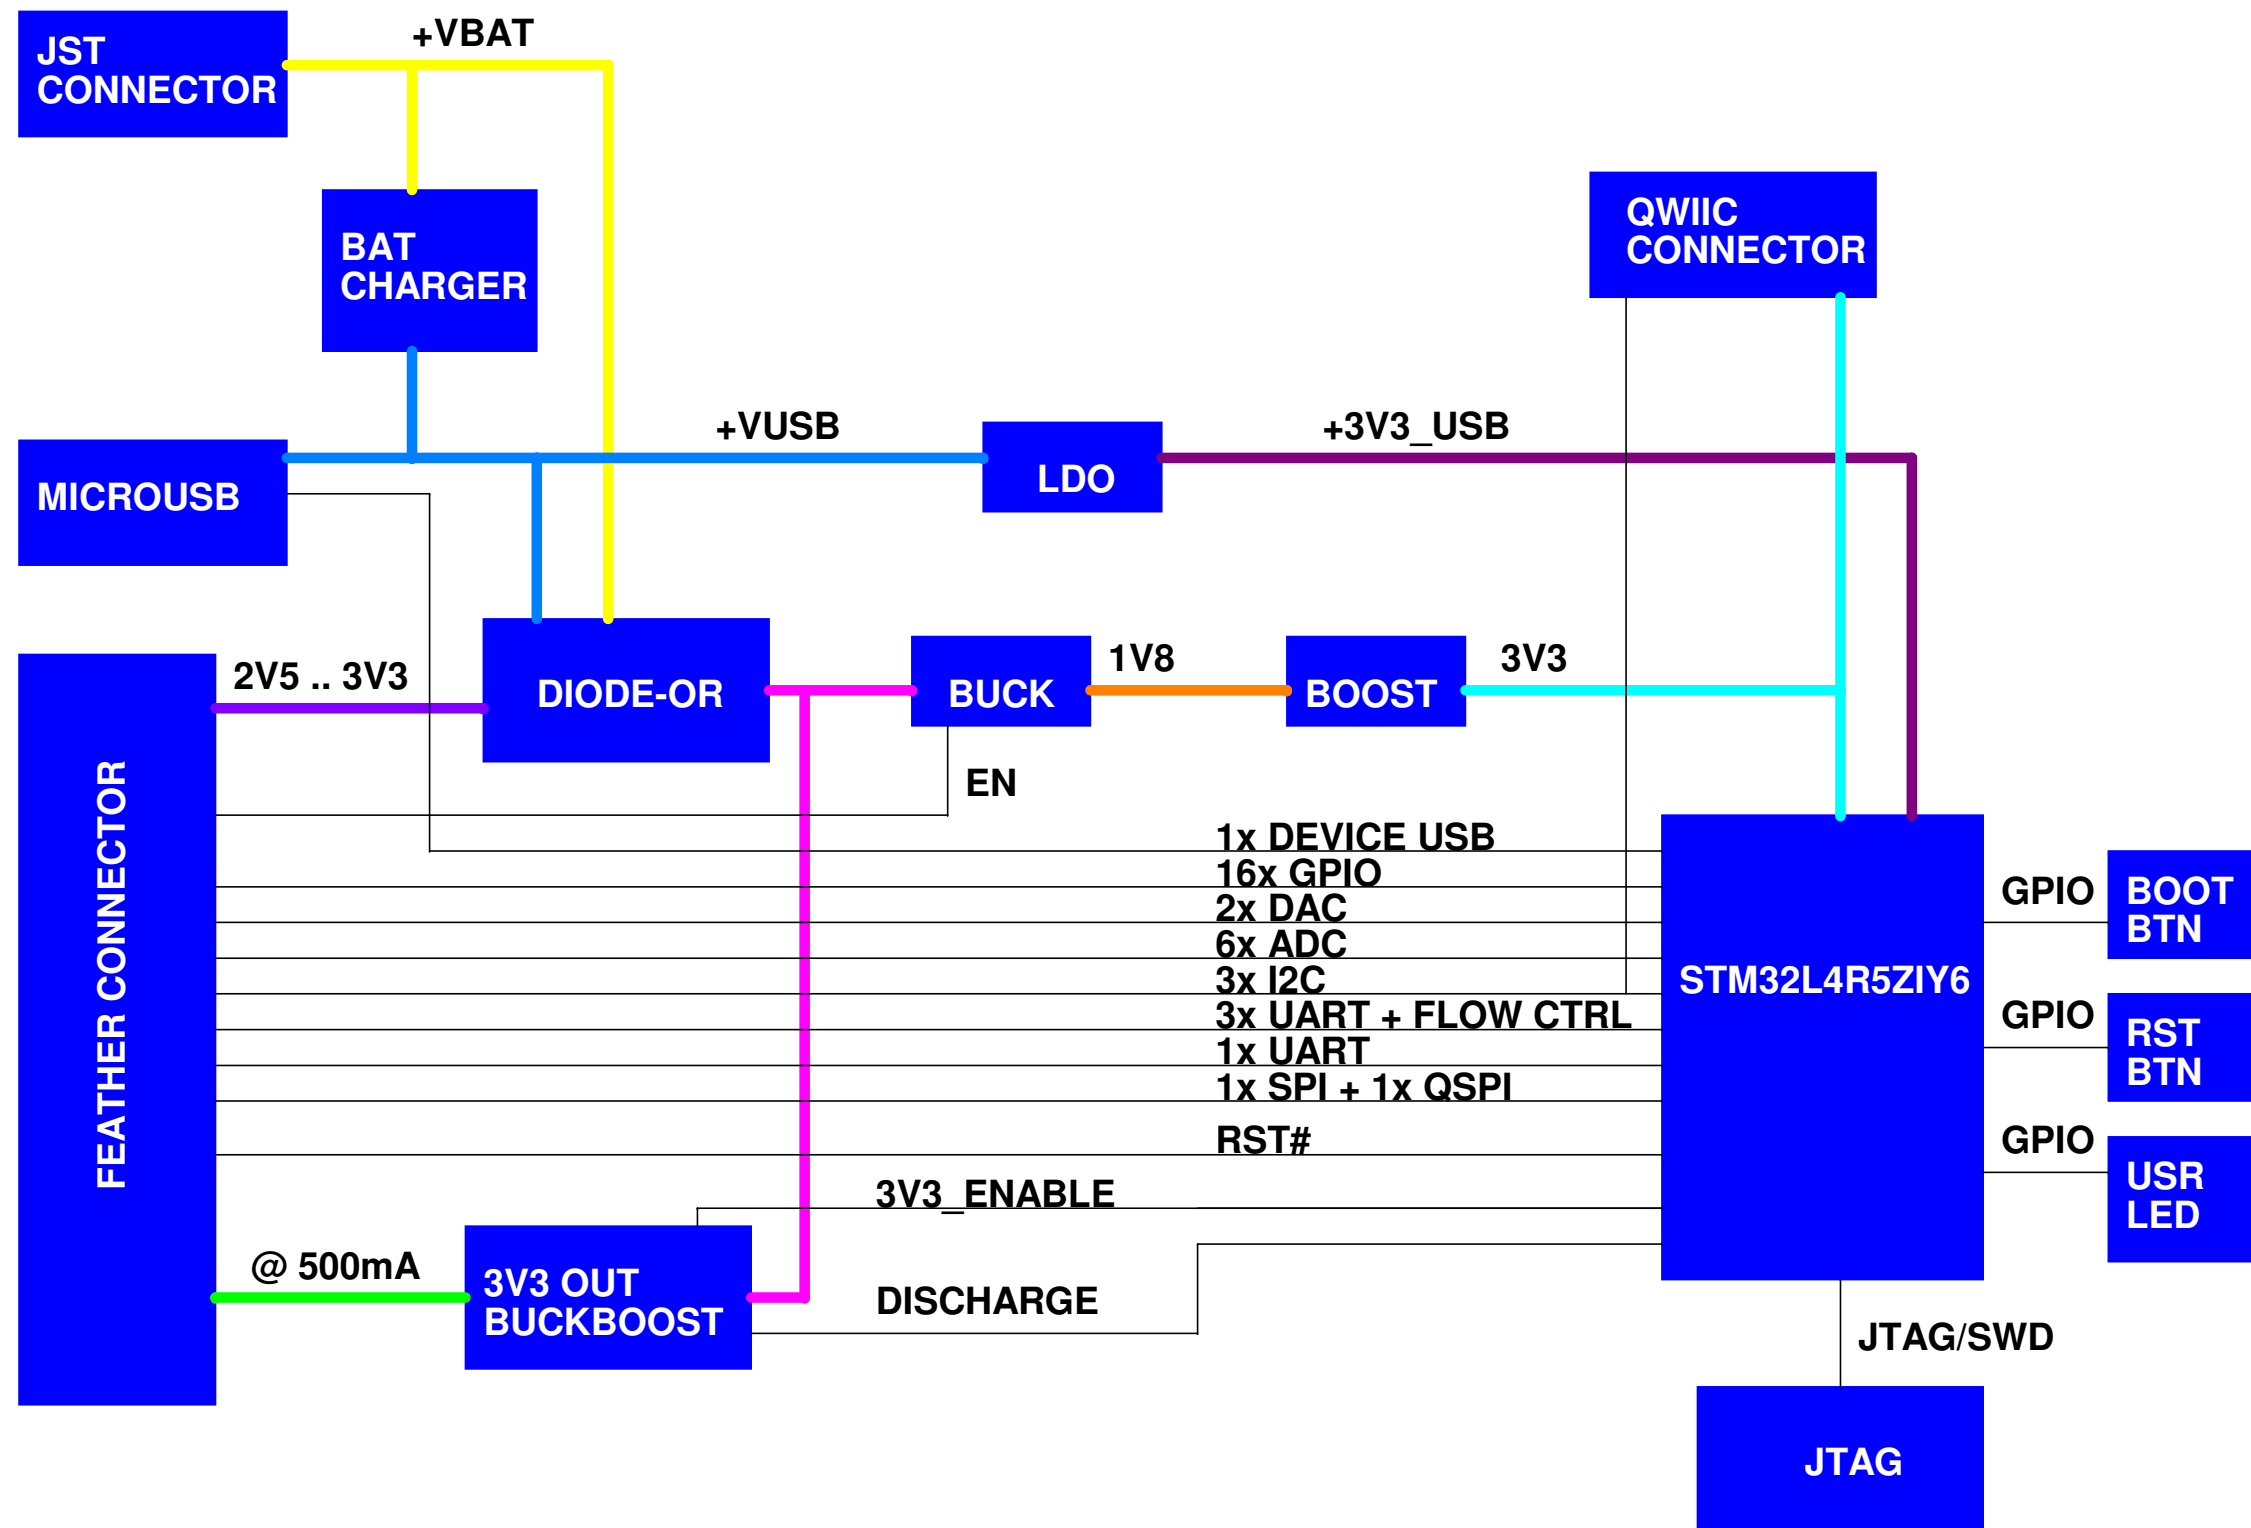 +VBAT
JST
CONNECTOR
QWIIC
CONNECTOR
BAT
CHARGER
+VUSB
+3V3_USB
LDO
MICROUSB
2V5 .. 3V3
DIODE-OR
BUCK
1V8
BOOST
3V3
EN
FEATHER CONNECTOR
1x DEVICE USB
16x GPIO
2x DAC
6x ADC
3x I2C
3x UART + FLOW CTRL
1x UART
1x SPI + 1x QSPI
RST#
3V3_ENABLE
STM32L4R5ZIY6
GPIO
BOOT
BTN
GPIO
RST
BTN
GPIO
USR
LED
@ 500mA
3V3 OUT
BUCKBOOST
DISCHARGE
JTAG/SWD
JTAG